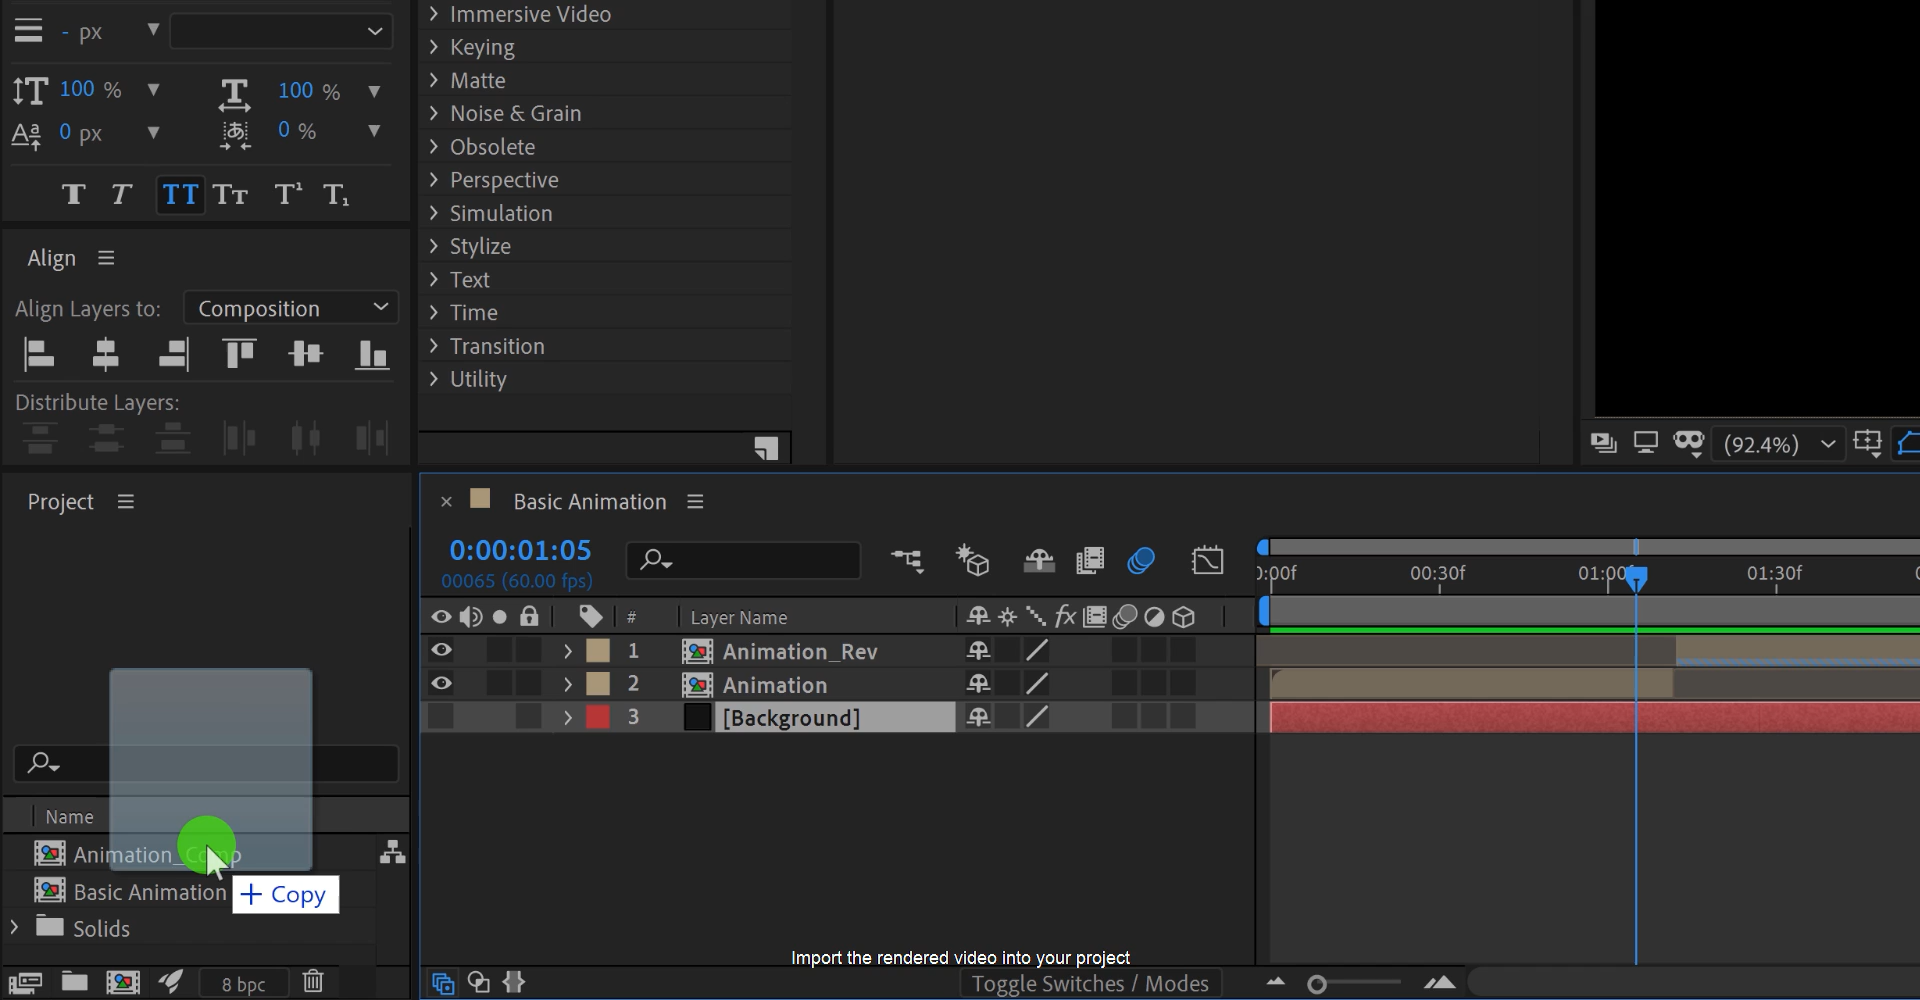 - px
100 %
100 %
0 px
0 %
Align
Align Layers to:
Composition
Distribute Layers:
Immersive Video
Keying
Matte
Noise & Grain
Obsolete
Perspective
Simulation
Stylize
Text
Time
Transition
Utility
(92.4%)
Project
Name
Animation_Comp
Basic Animation
+ Copy
Solids
8 bpc
Basic Animation
0:00:01:05
00065 (60.00 fps)
:00f
00:30f
01:00f
01:30f
# Layer Name
fx
1 Animation_Rev
2 Animation
3 [Background]
Import the rendered video into your project
Toggle Switches / Modes